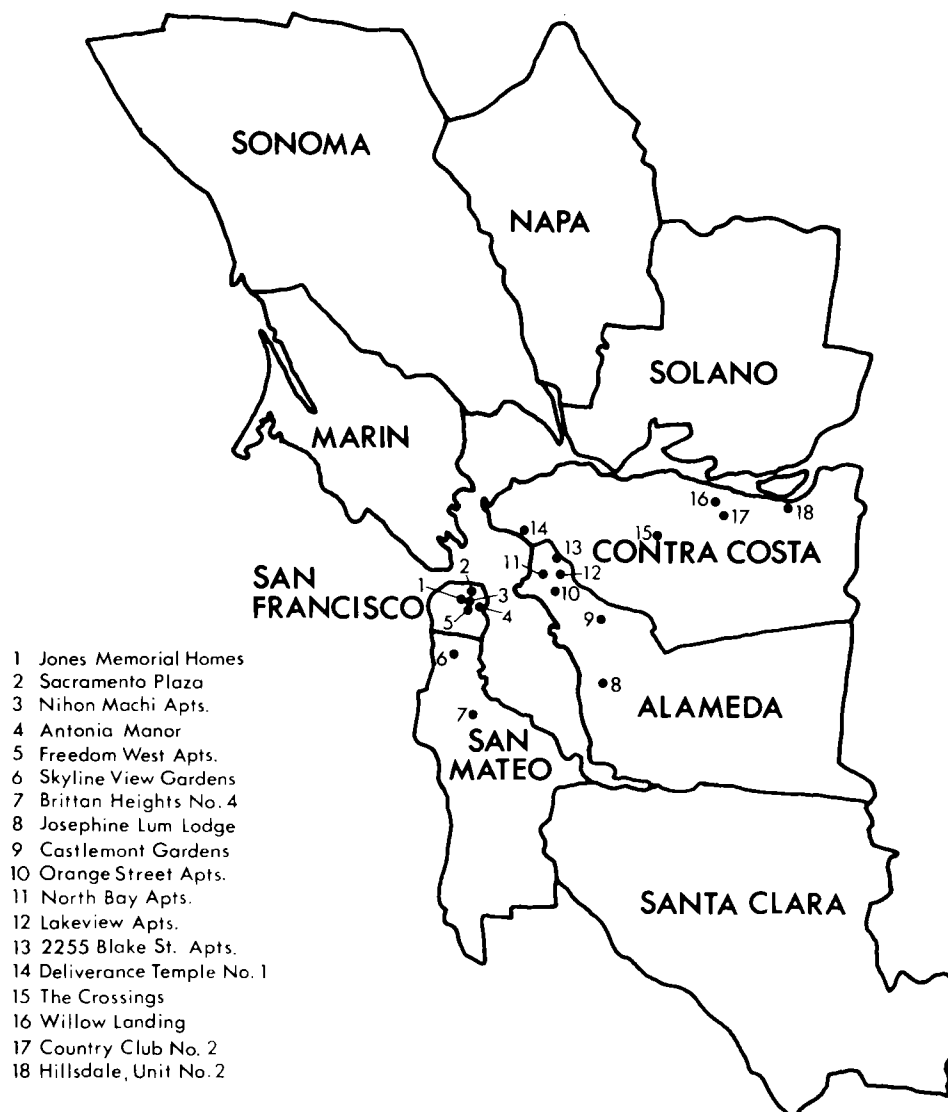 SONOMA
NAPA
SOLANO
MARIN
16
17
18
14
15
CONTRA COSTA
13
11
12
10
2
SAN
FRANCISCO
1
3
5
4
9
6
8
ALAMEDA
7
SAN
MATEO
SANTA CLARA
1 Jones Memorial Homes
2 Sacramento Plaza
3 Nihon Machi Apts.
4 Antonia Manor
5 Freedom West Apts.
6 Skyline View Gardens
7 Brittan Heights No. 4
8 Josephine Lum Lodge
9 Castlemont Gardens
10 Orange Street Apts.
11 North Bay Apts.
12 Lakeview Apts.
13 2255 Blake St. Apts.
14 Deliverance Temple No. 1
15 The Crossings
16 Willow Landing
17 Country Club No. 2
18 Hillsdale, Unit No. 2